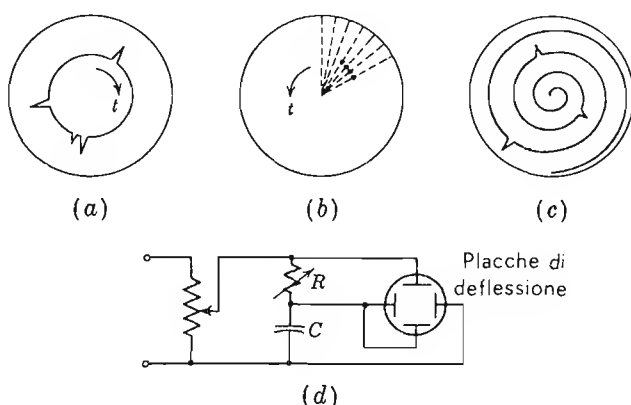 t
t
(a)
(b)
(c)
Placche di
deflessione
R
C
(d)